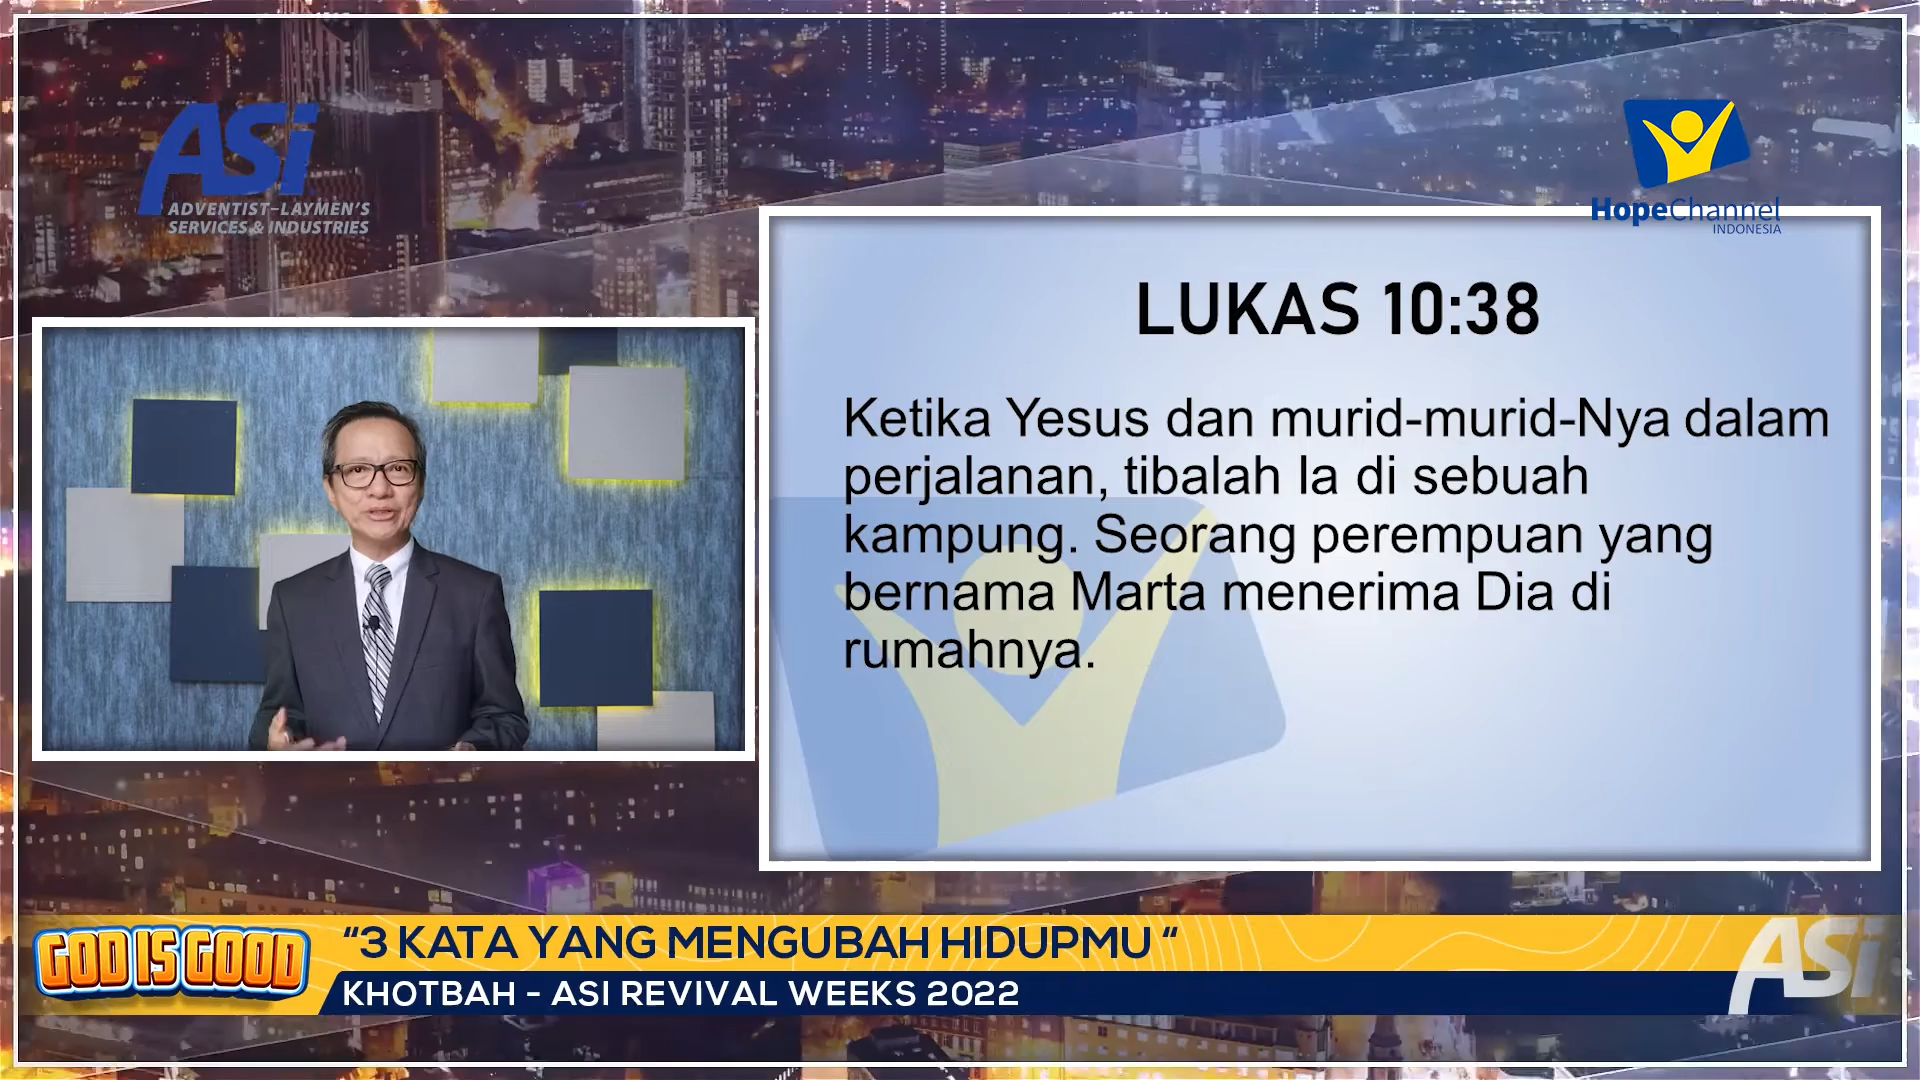 ASi
ADVENTIST-LAYMEN'S
SERVICES & INDUSTRIES
HopeChannel
INDONESIA
LUKAS 10:38
Ketika Yesus dan murid-murid-Nya dalam
perjalanan, tibalah Ia di sebuah
kampung. Seorang perempuan yang
bernama Marta menerima Dia di
rumahnya.
GOD IS GOOD
“3 KATA YANG MENGUBAH HIDUPMU “
KHOTBAH - ASI REVIVAL WEEKS 2022
ASi